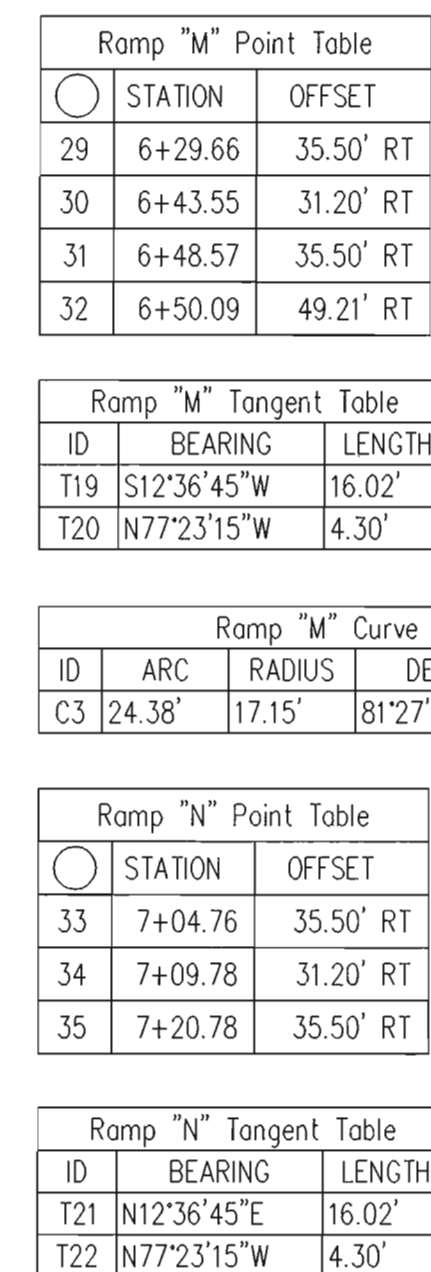 Ramp "M" Point Table
STATION OFFSET
29 6+29.66 35.50' RT
30 6+43.55 31.20' RT
31 6+48.57 35.50' RT
32 6+50.09 49.21' RT
Ramp "M" Tangent Table
ID BEARING LENGTH
T19 S12°36'45"W 16.02'
T20 N77°23'15"W 4.30'
Ramp "M" Curve
ID ARC RADIUS DE
C3 24.38' 17.15' 81°27'
Ramp "N" Point Table
STATION OFFSET
33 7+04.76 35.50' RT
34 7+09.78 31.20' RT
35 7+20.78 35.50' RT
Ramp "N" Tangent Table
ID BEARING LENGTH
T21 N12°36'45"E 16.02'
T22 N77°23'15"W 4.30'